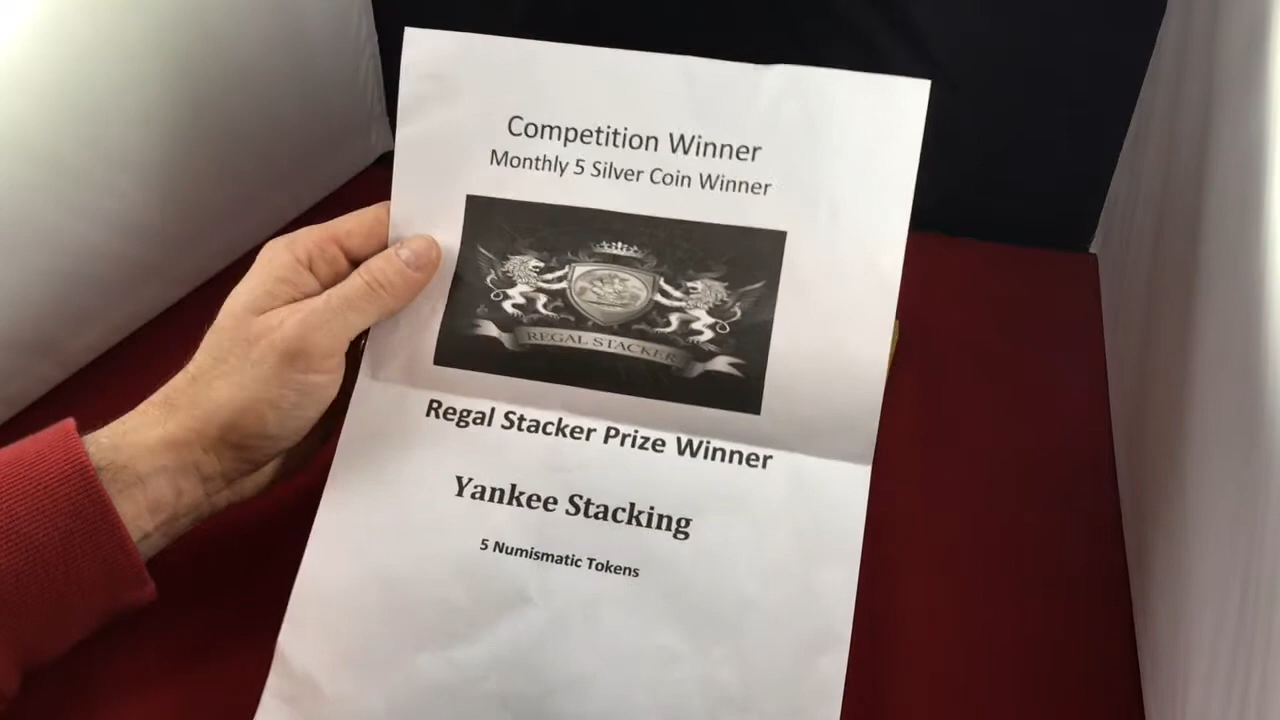 Competition Winner
Monthly 5 Silver Coin Winner
REGAL STACKER
Regal Stacker Prize Winner
Yankee Stacking
5 Numismatic Tokens